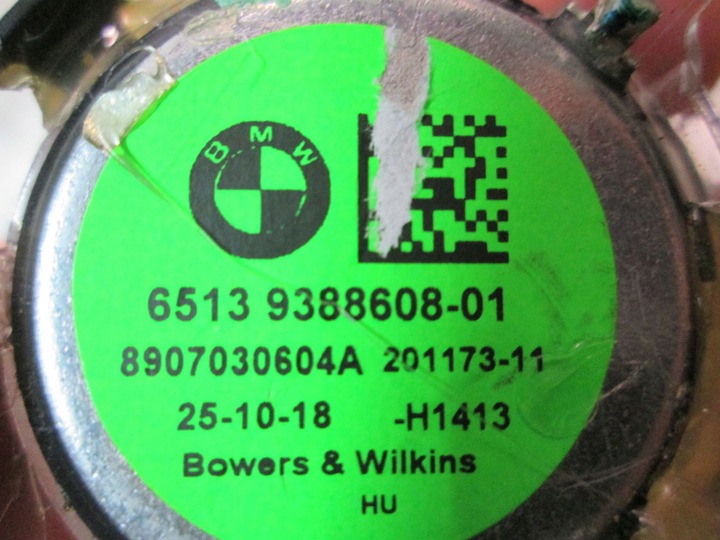 BMW
6513 9388608-01
8907030604A 201173-11
25-10-18 -H1413
Bowers & Wilkins
HU